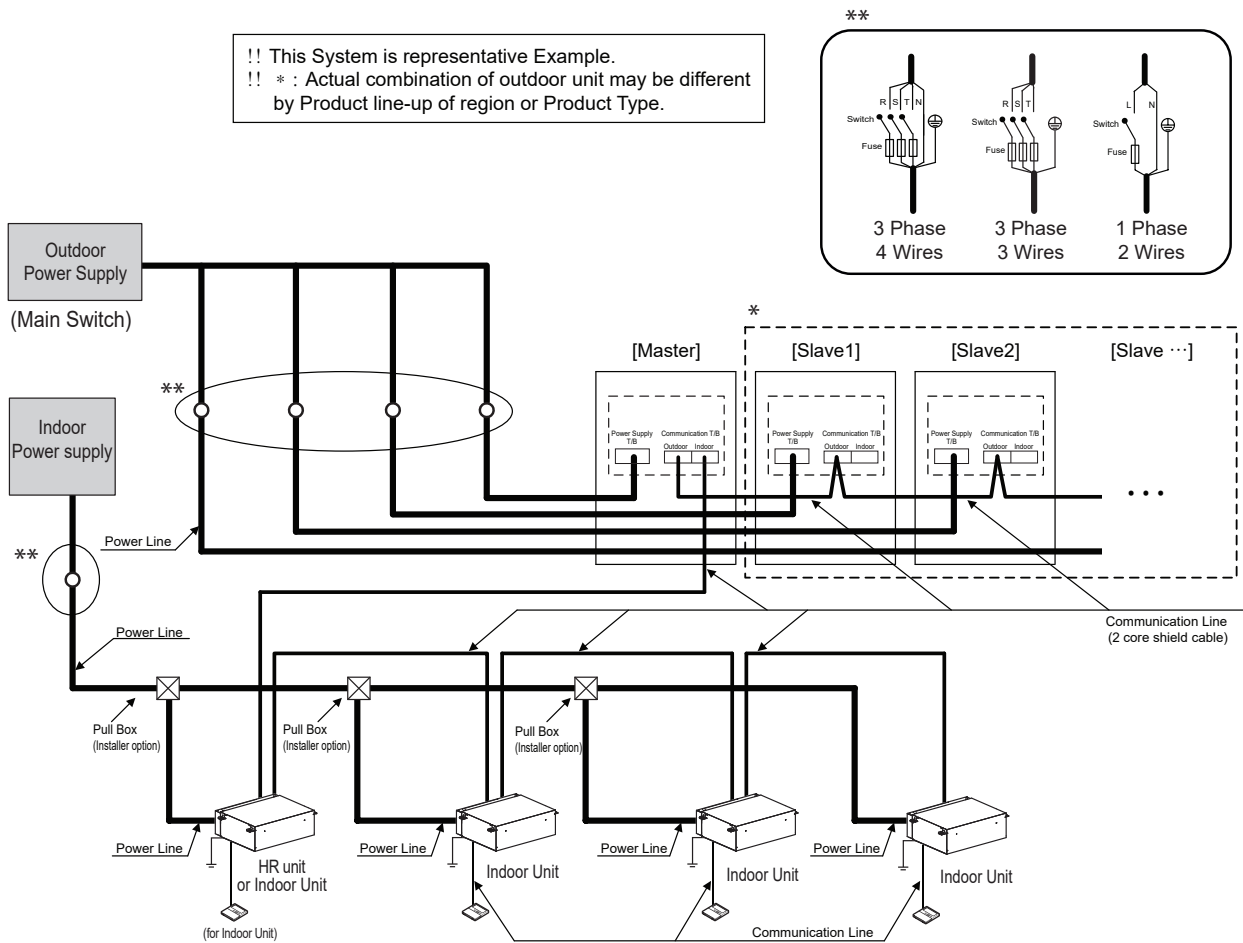 !! This System is representative Example.
!! * : Actual combination of outdoor unit may be different
by Product line-up of region or Product Type.
**
R S T N
Switch
Fuse
3 Phase
4 Wires
R S T
Switch
Fuse
3 Phase
3 Wires
L N
Switch
Fuse
1 Phase
2 Wires
Outdoor
Power Supply
(Main Switch)
**
Indoor
Power supply
**
Power Line
Power Line
*
[Master]
[Slave1]
[Slave2]
[Slave ⋯]
Power Supply
T/B
Communication T/B
Outdoor Indoor
Power Supply
T/B
Communication T/B
Outdoor Indoor
Power Supply
T/B
Communication T/B
Outdoor Indoor
• • •
Communication Line
(2 core shield cable)
Pull Box
(Installer option)
Pull Box
(Installer option)
Pull Box
(Installer option)
Power Line
Power Line
Power Line
Power Line
HR unit
or Indoor Unit
(for Indoor Unit)
Indoor Unit
Indoor Unit
Indoor Unit
Communication Line